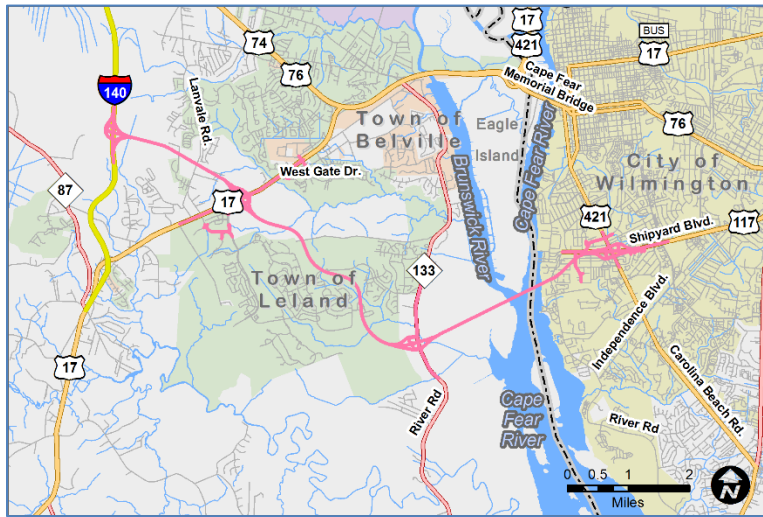 17
421
BUS
17
74
76
140
Lanvale Rd.
Cape Fear
Memorial Bridge
Town of
Belville
Eagle
Island
76
87
West Gate Dr.
Brunswick River
Cape Fear River
City of
Wilmington
17
421
Shipyard Blvd.
117
Town of
Leland
133
Independence Blvd.
17
River Rd
Cape
Fear
River
Carolina Beach Rd.
River Rd
0 0.5 1 2
Miles
N